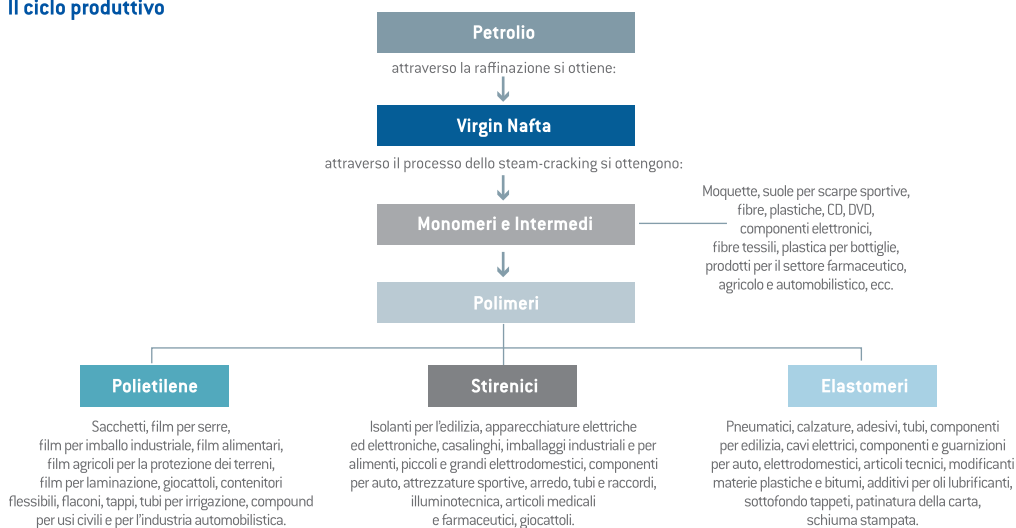 Il ciclo produttivo
Petrolio
attraverso la raffinazione si ottiene:
Virgin Nafta
attraverso il processo dello steam-cracking si ottengono:
Monomeri e Intermedi
Moquette, suole per scarpe sportive,
fibre, plastiche, CD, DVD,
componenti elettronici,
fibre tessili, plastica per bottiglie,
prodotti per il settore farmaceutico,
agricolo e automobilistico, ecc.
Polimeri
Polietilene
Sacchetti, film per serre,
film per imballo industriale, film alimentari,
film agricoli per la protezione dei terreni,
film per laminazione, giocattoli, contenitori
flessibili, flaconi, tappi, tubi per irrigazione, compound
per usi civili e per l'industria automobilistica.
Stirenici
Isolanti per l'edilizia, apparecchiature elettriche
ed elettroniche, casalinghi, imballaggi industriali e per
alimenti, piccoli e grandi elettrodomestici, componenti
per auto, attrezzature sportive, arredo, tubi e raccordi,
illuminotecnica, articoli medicali
e farmaceutici, giocattoli.
Elastomeri
Pneumatici, calzature, adesivi, tubi, componenti
per edilizia, cavi elettrici, componenti e guarnizioni
per auto, elettrodomestici, articoli tecnici, modificanti
materie plastiche e bitumi, additivi per oli lubrificanti,
sottofondo tappeti, patinatura della carta,
schiuma stampata.